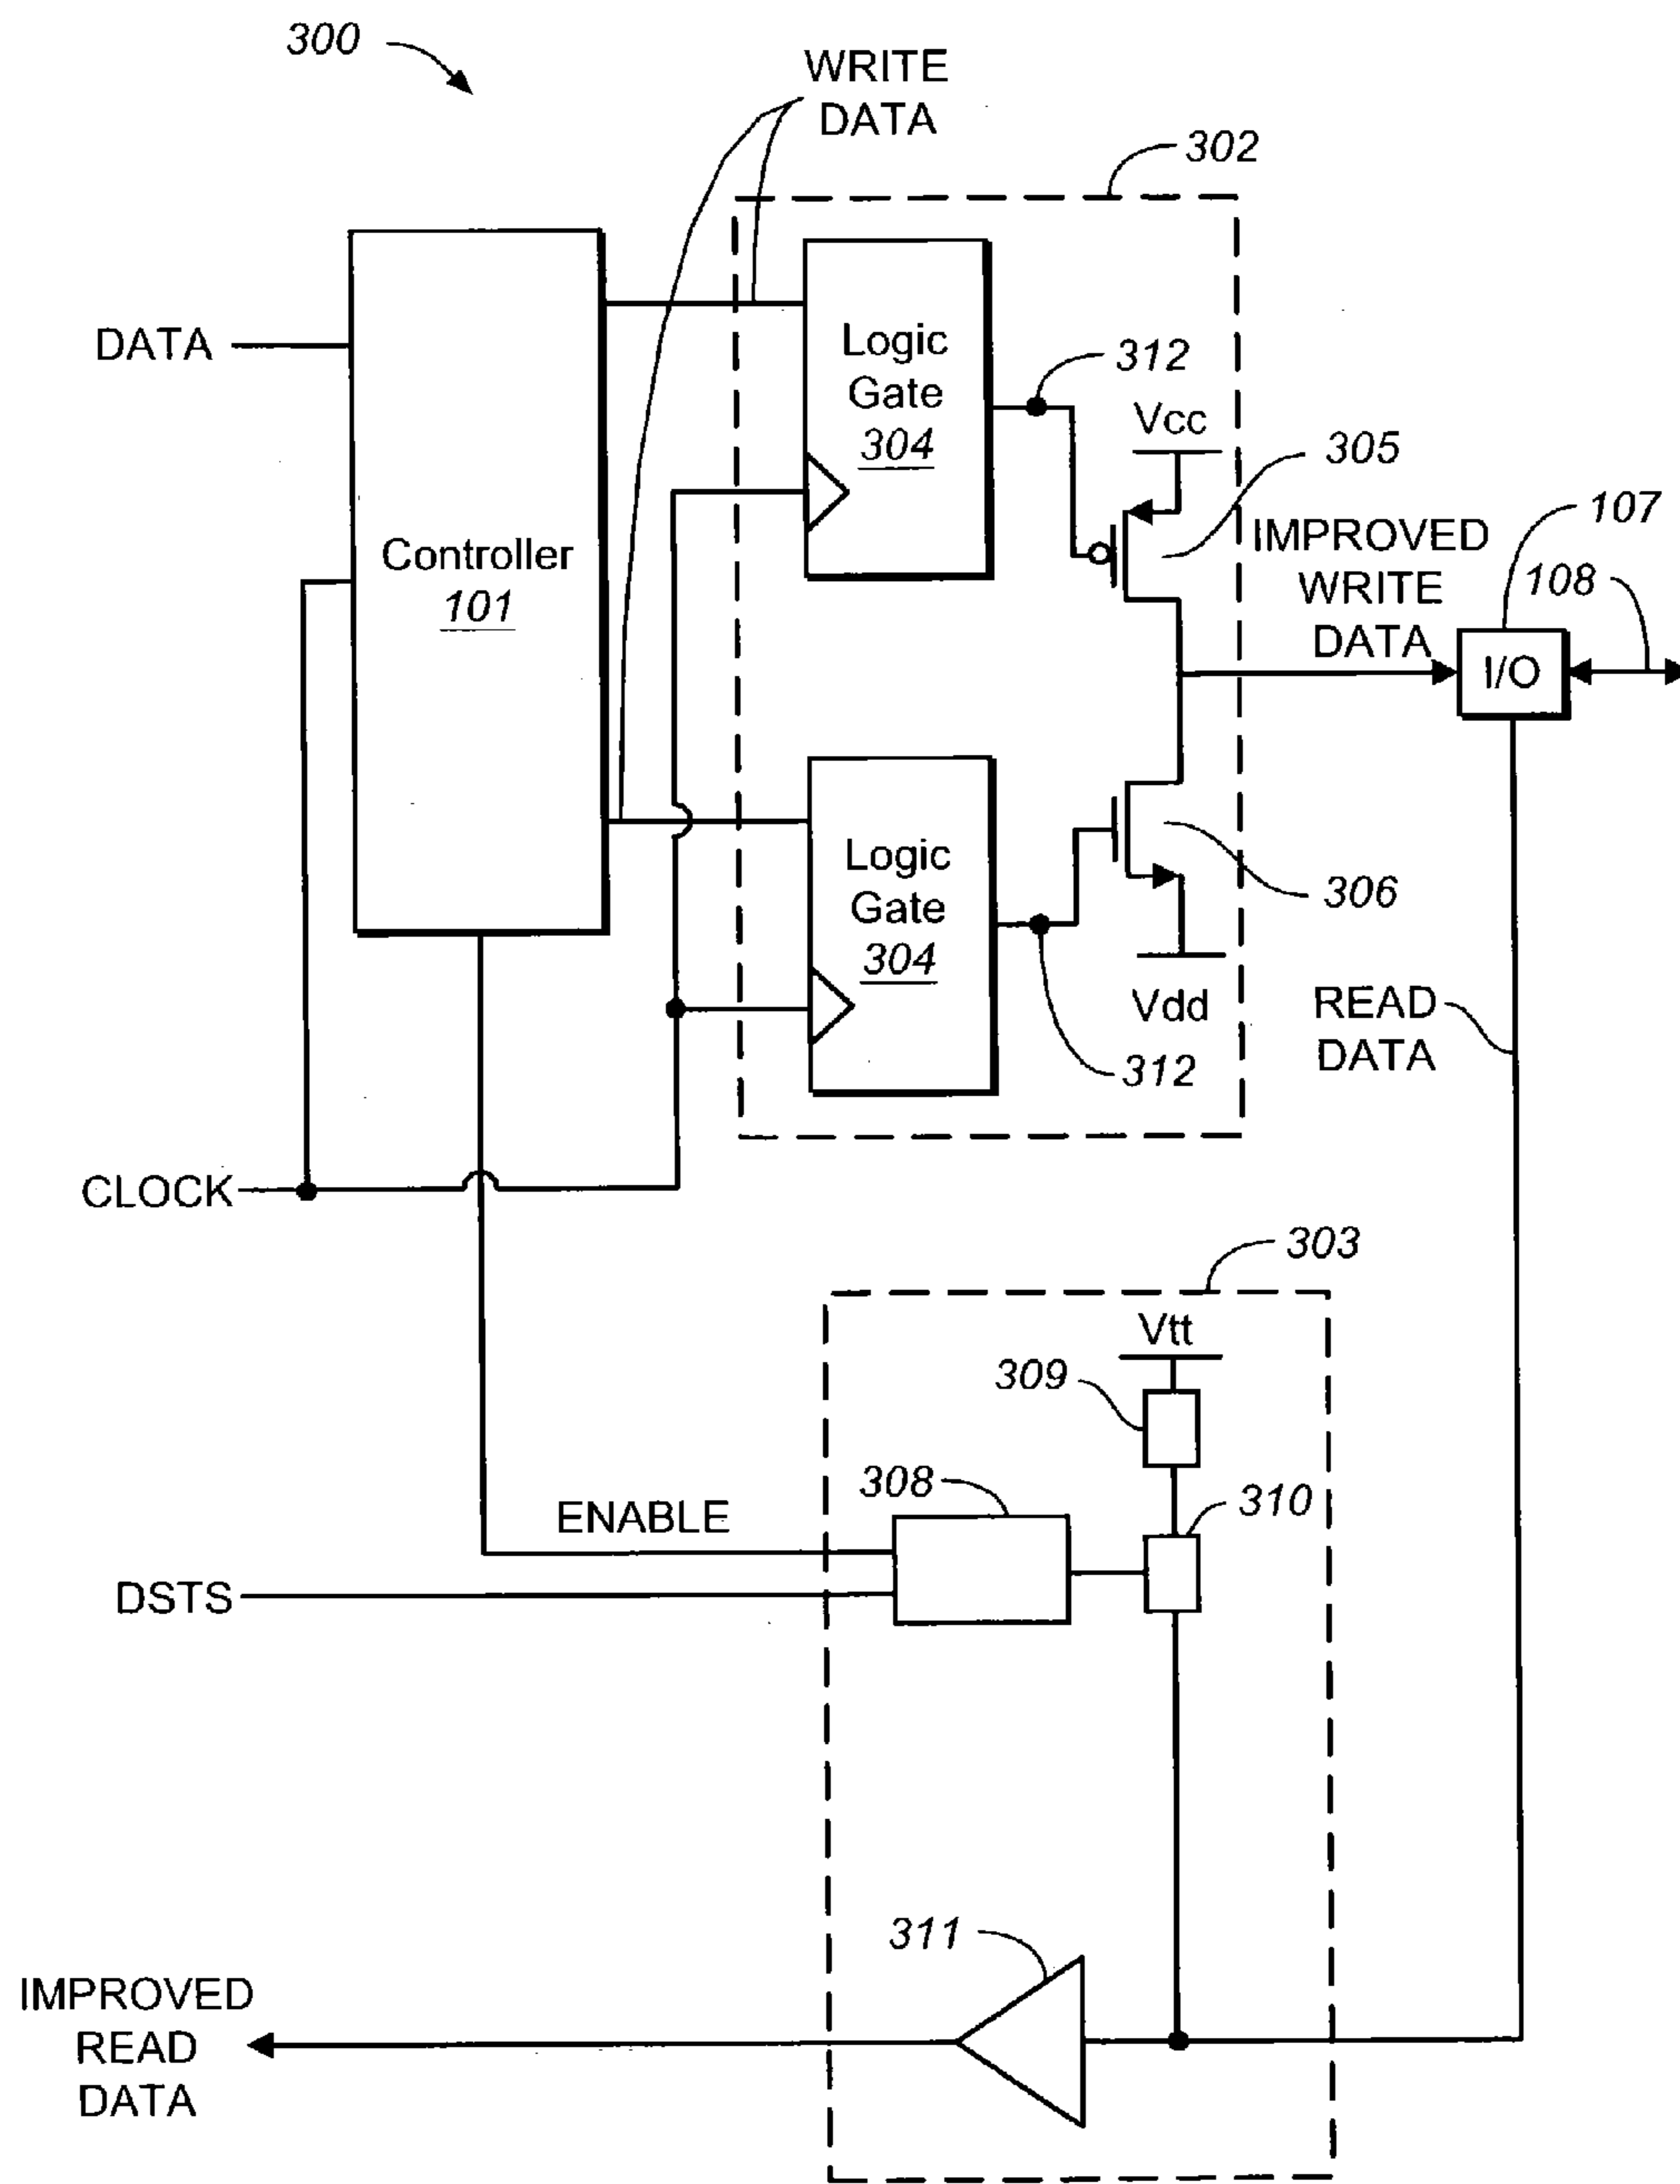 300
WRITE
DATA
302
DATA
Logic
Gate
304
312
Vcc
305
Controller
101
IMPROVED
WRITE
DATA
107
108
I/O
Logic
Gate
304
306
Vdd
312
READ
DATA
CLOCK
303
Vtt
309
308
310
ENABLE
DSTS
311
IMPROVED
READ
DATA